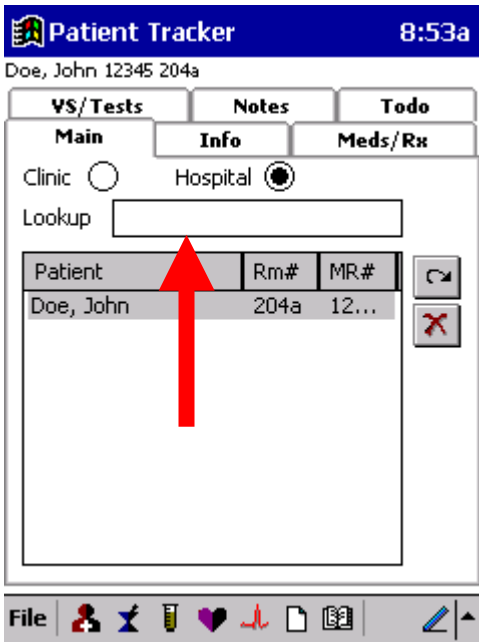 Patient Tracker 8:53a
Doe, John 12345 204a
VS/Tests Notes Todo
Main Info Meds/Rx
Clinic Hospital
Lookup
Patient Rm# MR#
Doe, John 204a 12...
File